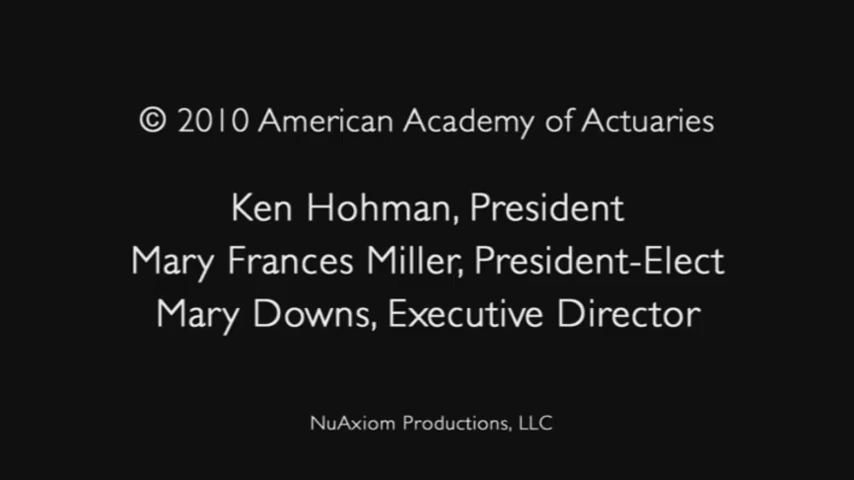 © 2010 American Academy of Actuaries
Ken Hohman, President
Mary Frances Miller, President-Elect
Mary Downs, Executive Director
NuAxiom Productions, LLC